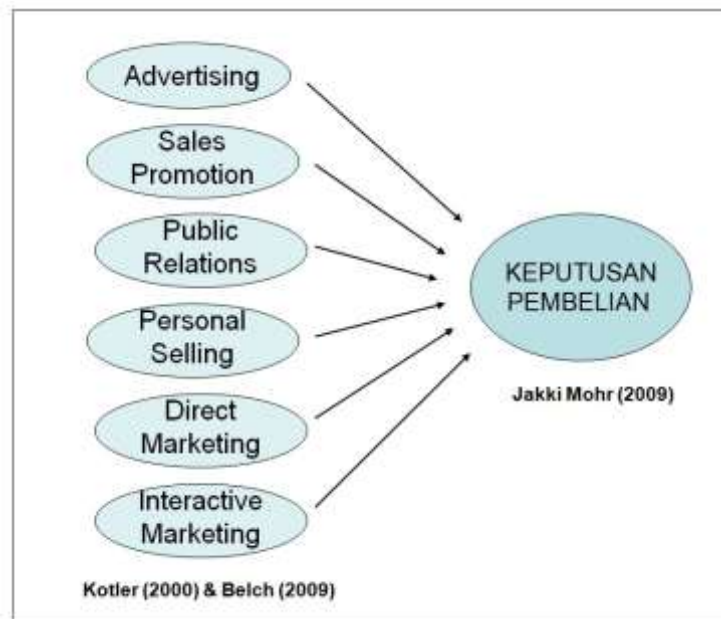 Advertising
Sales
Promotion
Public
Relations
Personal
Selling
Direct
Marketing
Interactive
Marketing
Kotler (2000) & Belch (2009)
KEPUTUSAN
PEMBELIAN
Jakki Mohr (2009)